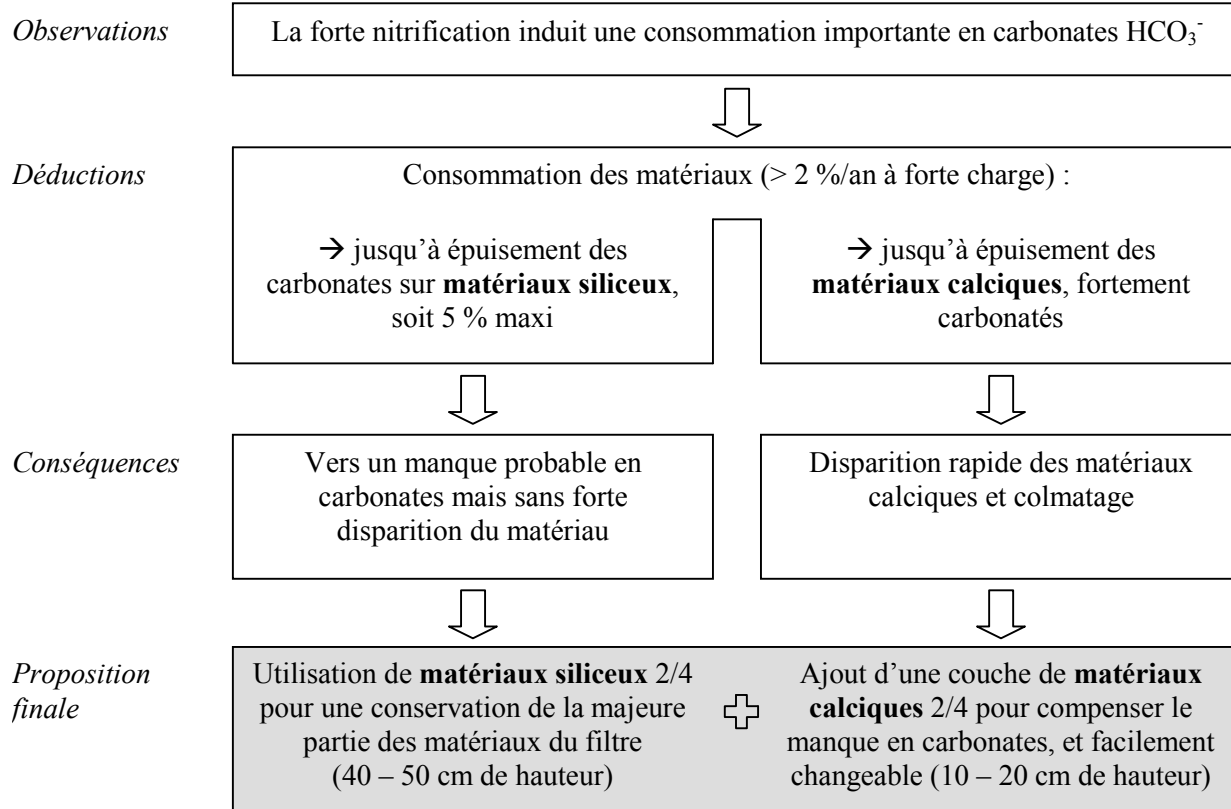 Observations
La forte nitrification induit une consommation importante en carbonates HCO₃⁻
Déductions
Consommation des matériaux (> 2 %/an à forte charge) :
→ jusqu’à épuisement des
carbonates sur matériaux siliceux,
soit 5 % maxi
→ jusqu’à épuisement des
matériaux calciques, fortement
carbonatés
Conséquences
Vers un manque probable en
carbonates mais sans forte
disparition du matériau
Disparition rapide des matériaux
calciques et colmatage
Proposition
finale
Utilisation de matériaux siliceux 2/4
pour une conservation de la majeure
partie des matériaux du filtre
(40 – 50 cm de hauteur)
Ajout d’une couche de matériaux
calciques 2/4 pour compenser le
manque en carbonates, et facilement
changeable (10 – 20 cm de hauteur)